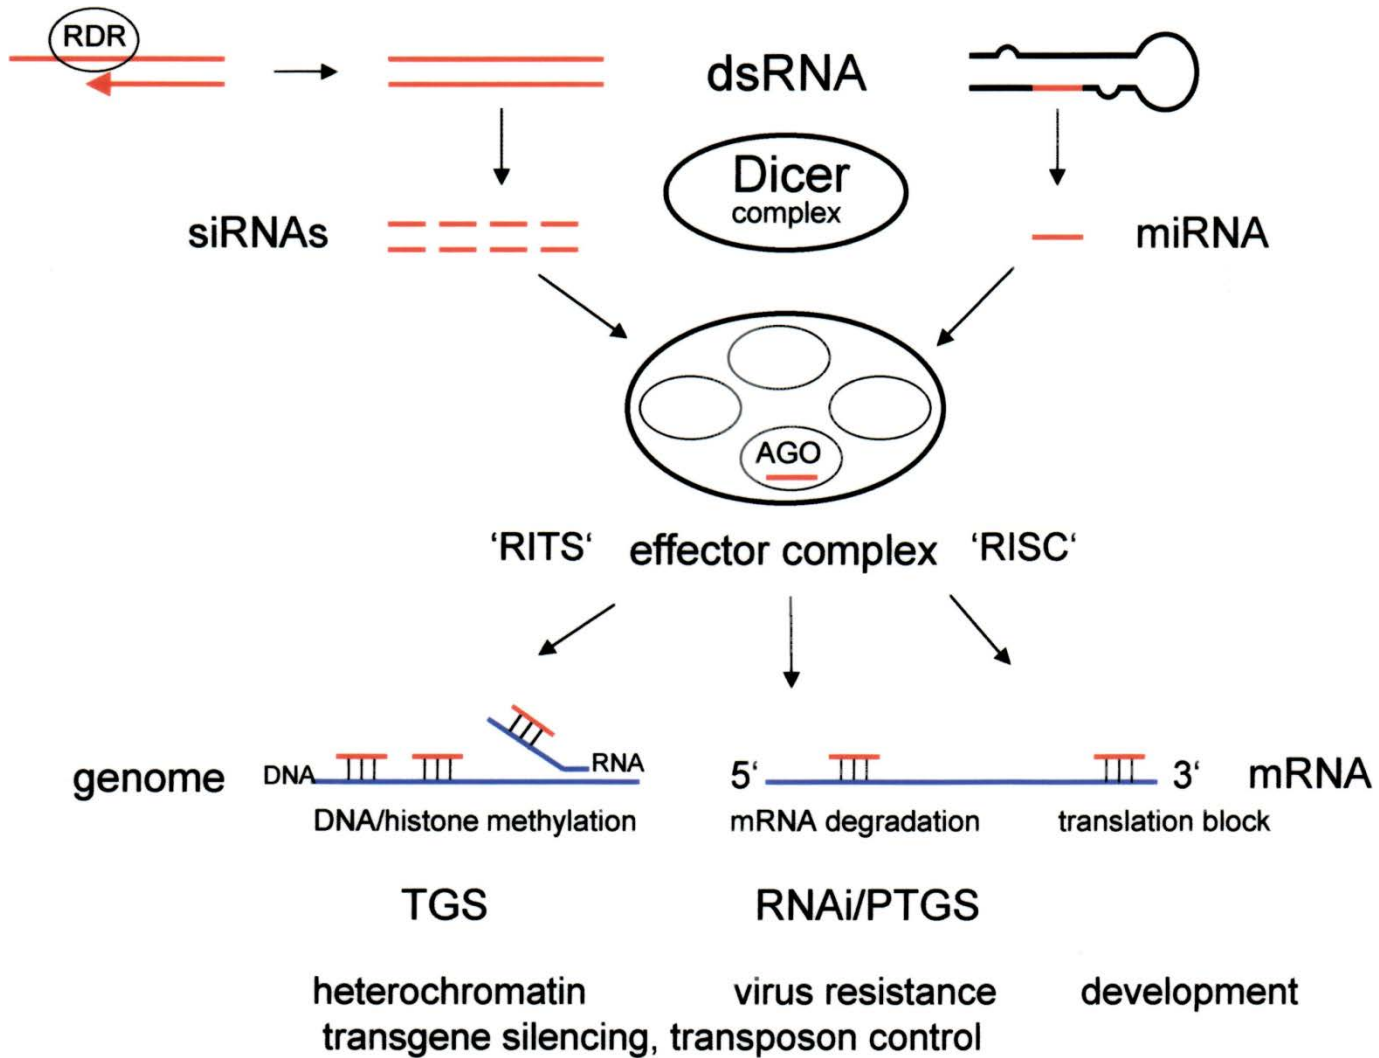 RDR
dsRNA
Dicer
complex
siRNAs
miRNA
AGO
‘RITS‘ effector complex ‘RISC‘
genome DNA RNA 5‘ 3‘ mRNA
DNA/histone methylation mRNA degradation translation block
TGS RNAi/PTGS
heterochromatin virus resistance development
transgene silencing, transposon control